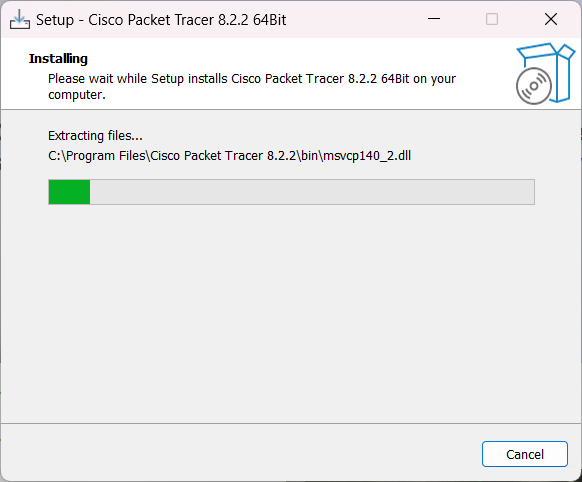 Setup - Cisco Packet Tracer 8.2.2 64Bit
Installing
Please wait while Setup installs Cisco Packet Tracer 8.2.2 64Bit on your
computer.
Extracting files...
C:\Program Files\Cisco Packet Tracer 8.2.2\bin\msvcp140_2.dll
Cancel